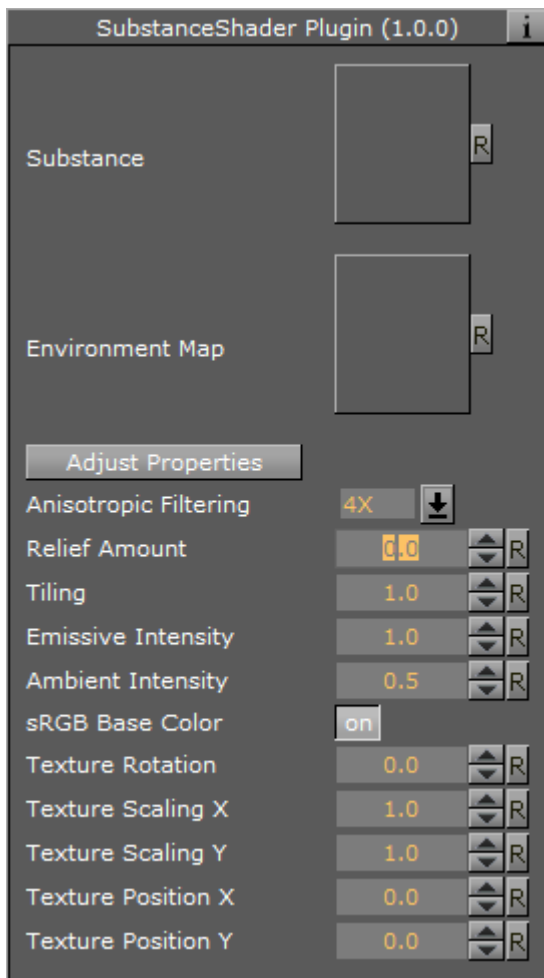 SubstanceShader Plugin (1.0.0) i
Substance R
Environment Map R
Adjust Properties
Anisotropic Filtering 4X
Relief Amount 0.0 R
Tiling 1.0 R
Emissive Intensity 1.0 R
Ambient Intensity 0.5 R
sRGB Base Color on
Texture Rotation 0.0 R
Texture Scaling X 1.0 R
Texture Scaling Y 1.0 R
Texture Position X 0.0 R
Texture Position Y 0.0 R